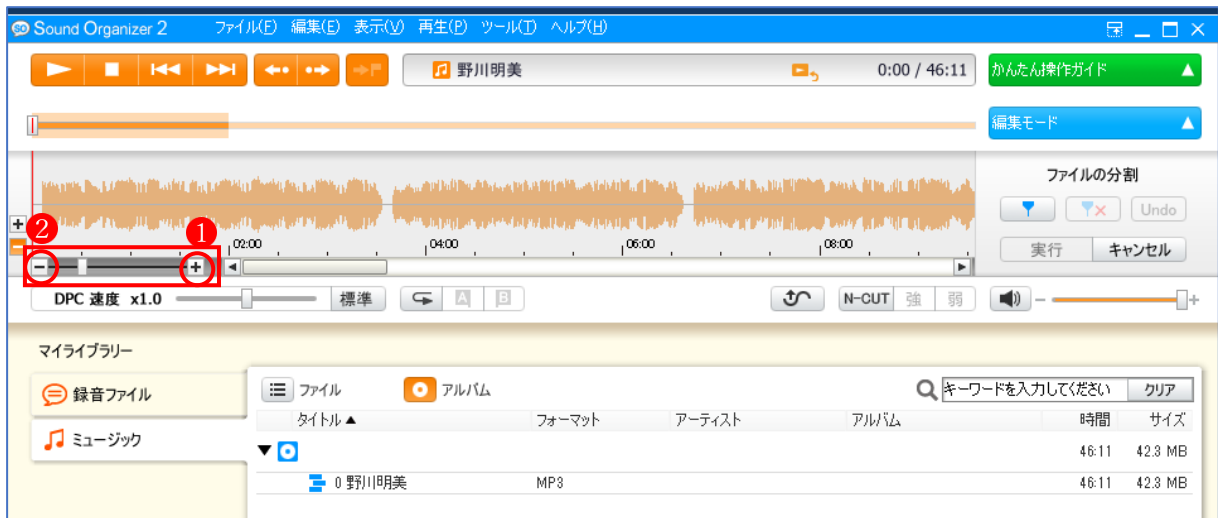 Sound Organizer 2 ファイル(F) 編集(E) 表示(V) 再生(P) ツール(T) ヘルプ(H)
野川明美 0:00 / 46:11 かんたん操作ガイド
編集モード
ファイルの分割
Undo
2 1 02:00 04:00 06:00 08:00
実行 キャンセル
DPC 速度 x1.0 標準 A B N-CUT 強 弱
マイライブラリー
録音ファイル
ミュージック
ファイル アルバム キーワードを入力してください クリア
タイトル▲ フォーマット アーティスト アルバム 時間 サイズ
46:11 42.3 MB
0 野川明美 MP3 46:11 42.3 MB